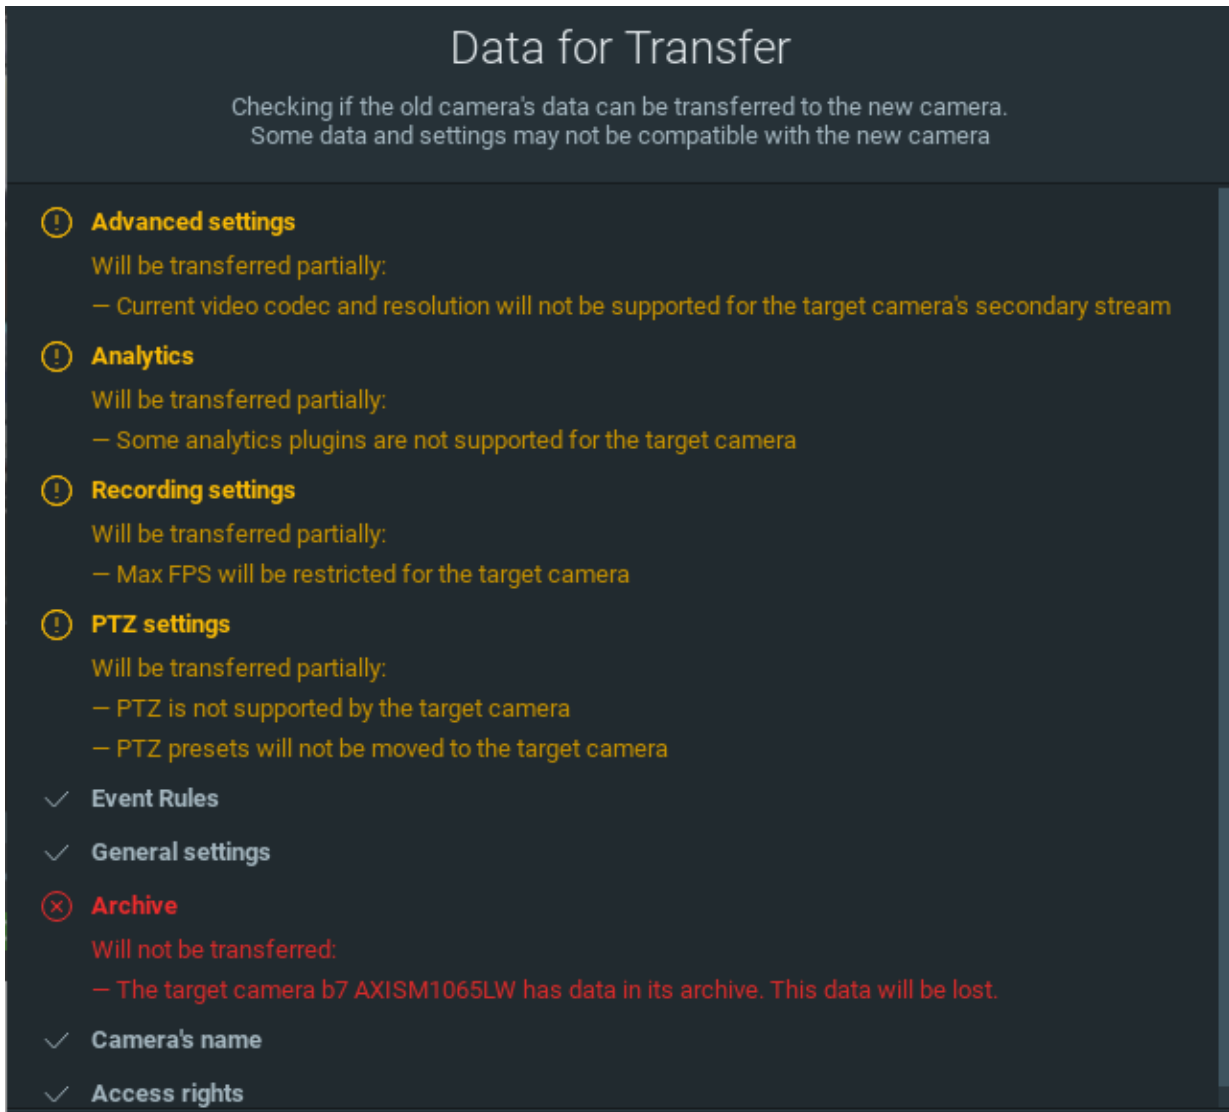 Data for Transfer
Checking if the old camera's data can be transferred to the new camera.
Some data and settings may not be compatible with the new camera
Advanced settings
Will be transferred partially:
— Current video codec and resolution will not be supported for the target camera's secondary stream
Analytics
Will be transferred partially:
— Some analytics plugins are not supported for the target camera
Recording settings
Will be transferred partially:
— Max FPS will be restricted for the target camera
PTZ settings
Will be transferred partially:
— PTZ is not supported by the target camera
— PTZ presets will not be moved to the target camera
Event Rules
General settings
Archive
Will not be transferred:
— The target camera b7 AXISM1065LW has data in its archive. This data will be lost.
Camera's name
Access rights